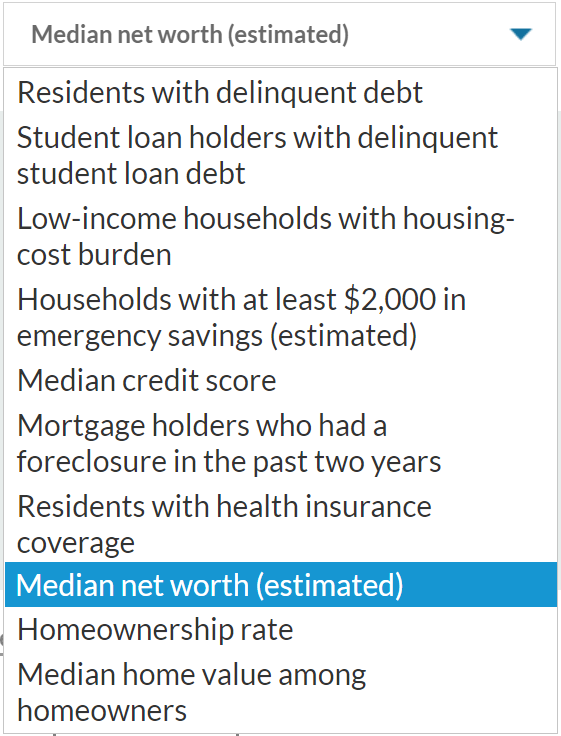 Median net worth (estimated)
Residents with delinquent debt
Student loan holders with delinquent
student loan debt
Low-income households with housing-
cost burden
Households with at least $2,000 in
emergency savings (estimated)
Median credit score
Mortgage holders who had a
foreclosure in the past two years
Residents with health insurance
coverage
Median net worth (estimated)
Homeownership rate
Median home value among
homeowners